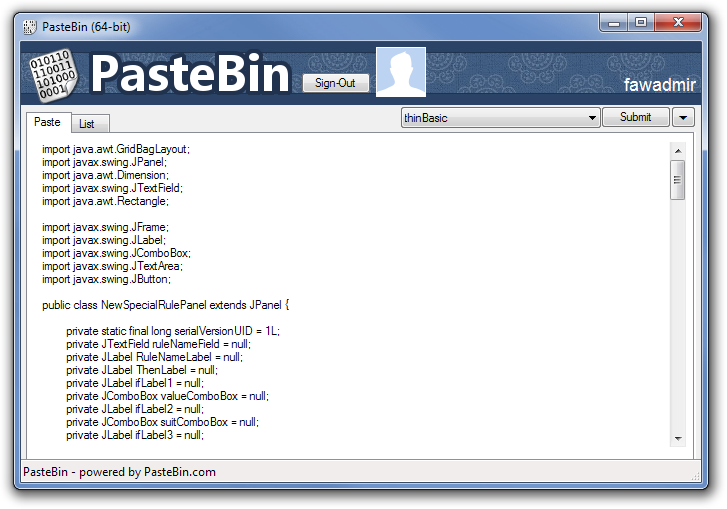 PasteBin (64-bit)
010110
110011
101000
0001
PasteBin
Sign-Out
fawadmir
Paste
List
thinBasic
Submit
import java.awt.GridBagLayout;
import javax.swing.JPanel;
import java.awt.Dimension;
import javax.swing.JTextField;
import java.awt.Rectangle;
import javax.swing.JFrame;
import javax.swing.JLabel;
import javax.swing.JComboBox;
import javax.swing.JTextArea;
import javax.swing.JButton;
public class NewSpecialRulePanel extends JPanel {
private static final long serialVersionUID = 1L;
private JTextField ruleNameField = null;
private JLabel RuleNameLabel = null;
private JLabel ThenLabel = null;
private JLabel ifLabel1 = null;
private JComboBox valueComboBox = null;
private JLabel ifLabel2 = null;
private JComboBox suitComboBox = null;
private JLabel ifLabel3 = null;
PasteBin - powered by PasteBin.com